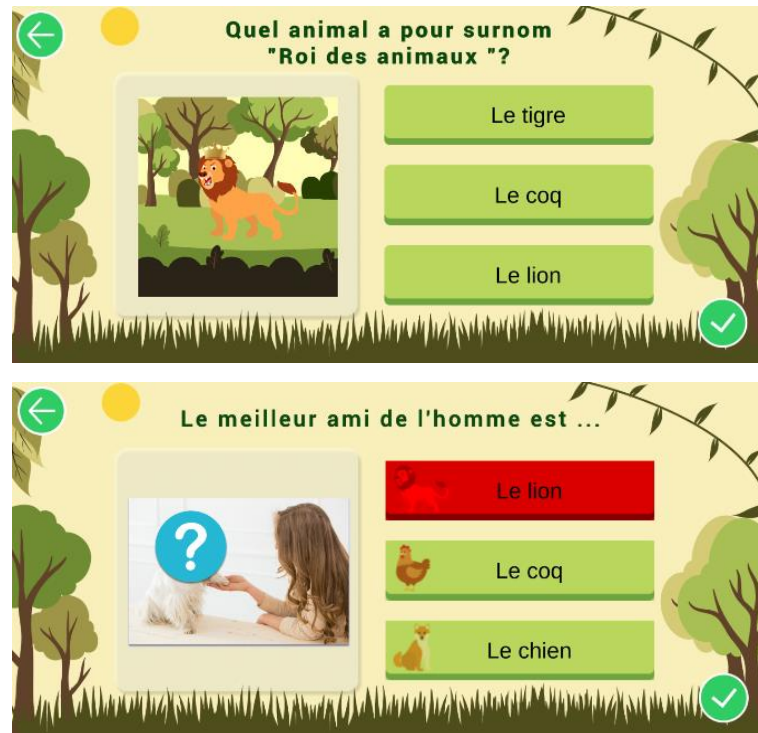 Quel animal a pour surnom
"Roi des animaux "?
Le tigre
Le coq
Le lion
Le meilleur ami de l'homme est ...
?
Le lion
Le coq
Le chien